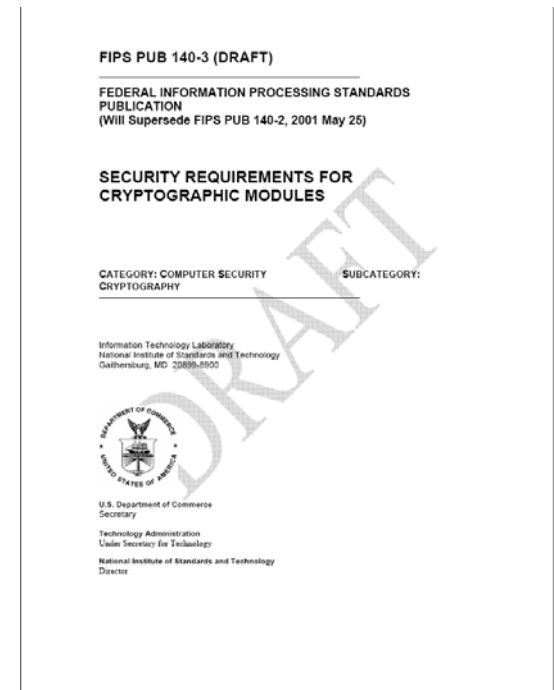 FIPS PUB 140-3 (DRAFT)
FEDERAL INFORMATION PROCESSING STANDARDS
PUBLICATION
(Will Supersede FIPS PUB 140-2, 2001 May 25)
SECURITY REQUIREMENTS FOR
CRYPTOGRAPHIC MODULES
CATEGORY: COMPUTER SECURITY SUBCATEGORY:
CRYPTOGRAPHY
Information Technology Laboratory
National Institute of Standards and Technology
Gaithersburg, MD 20899-8900
DRAFT
DEPARTMENT OF COMMERCE
UNITED STATES OF AMERICA
U.S. Department of Commerce
Secretary
Technology Administration
Under Secretary for Technology
National Institute of Standards and Technology
Director